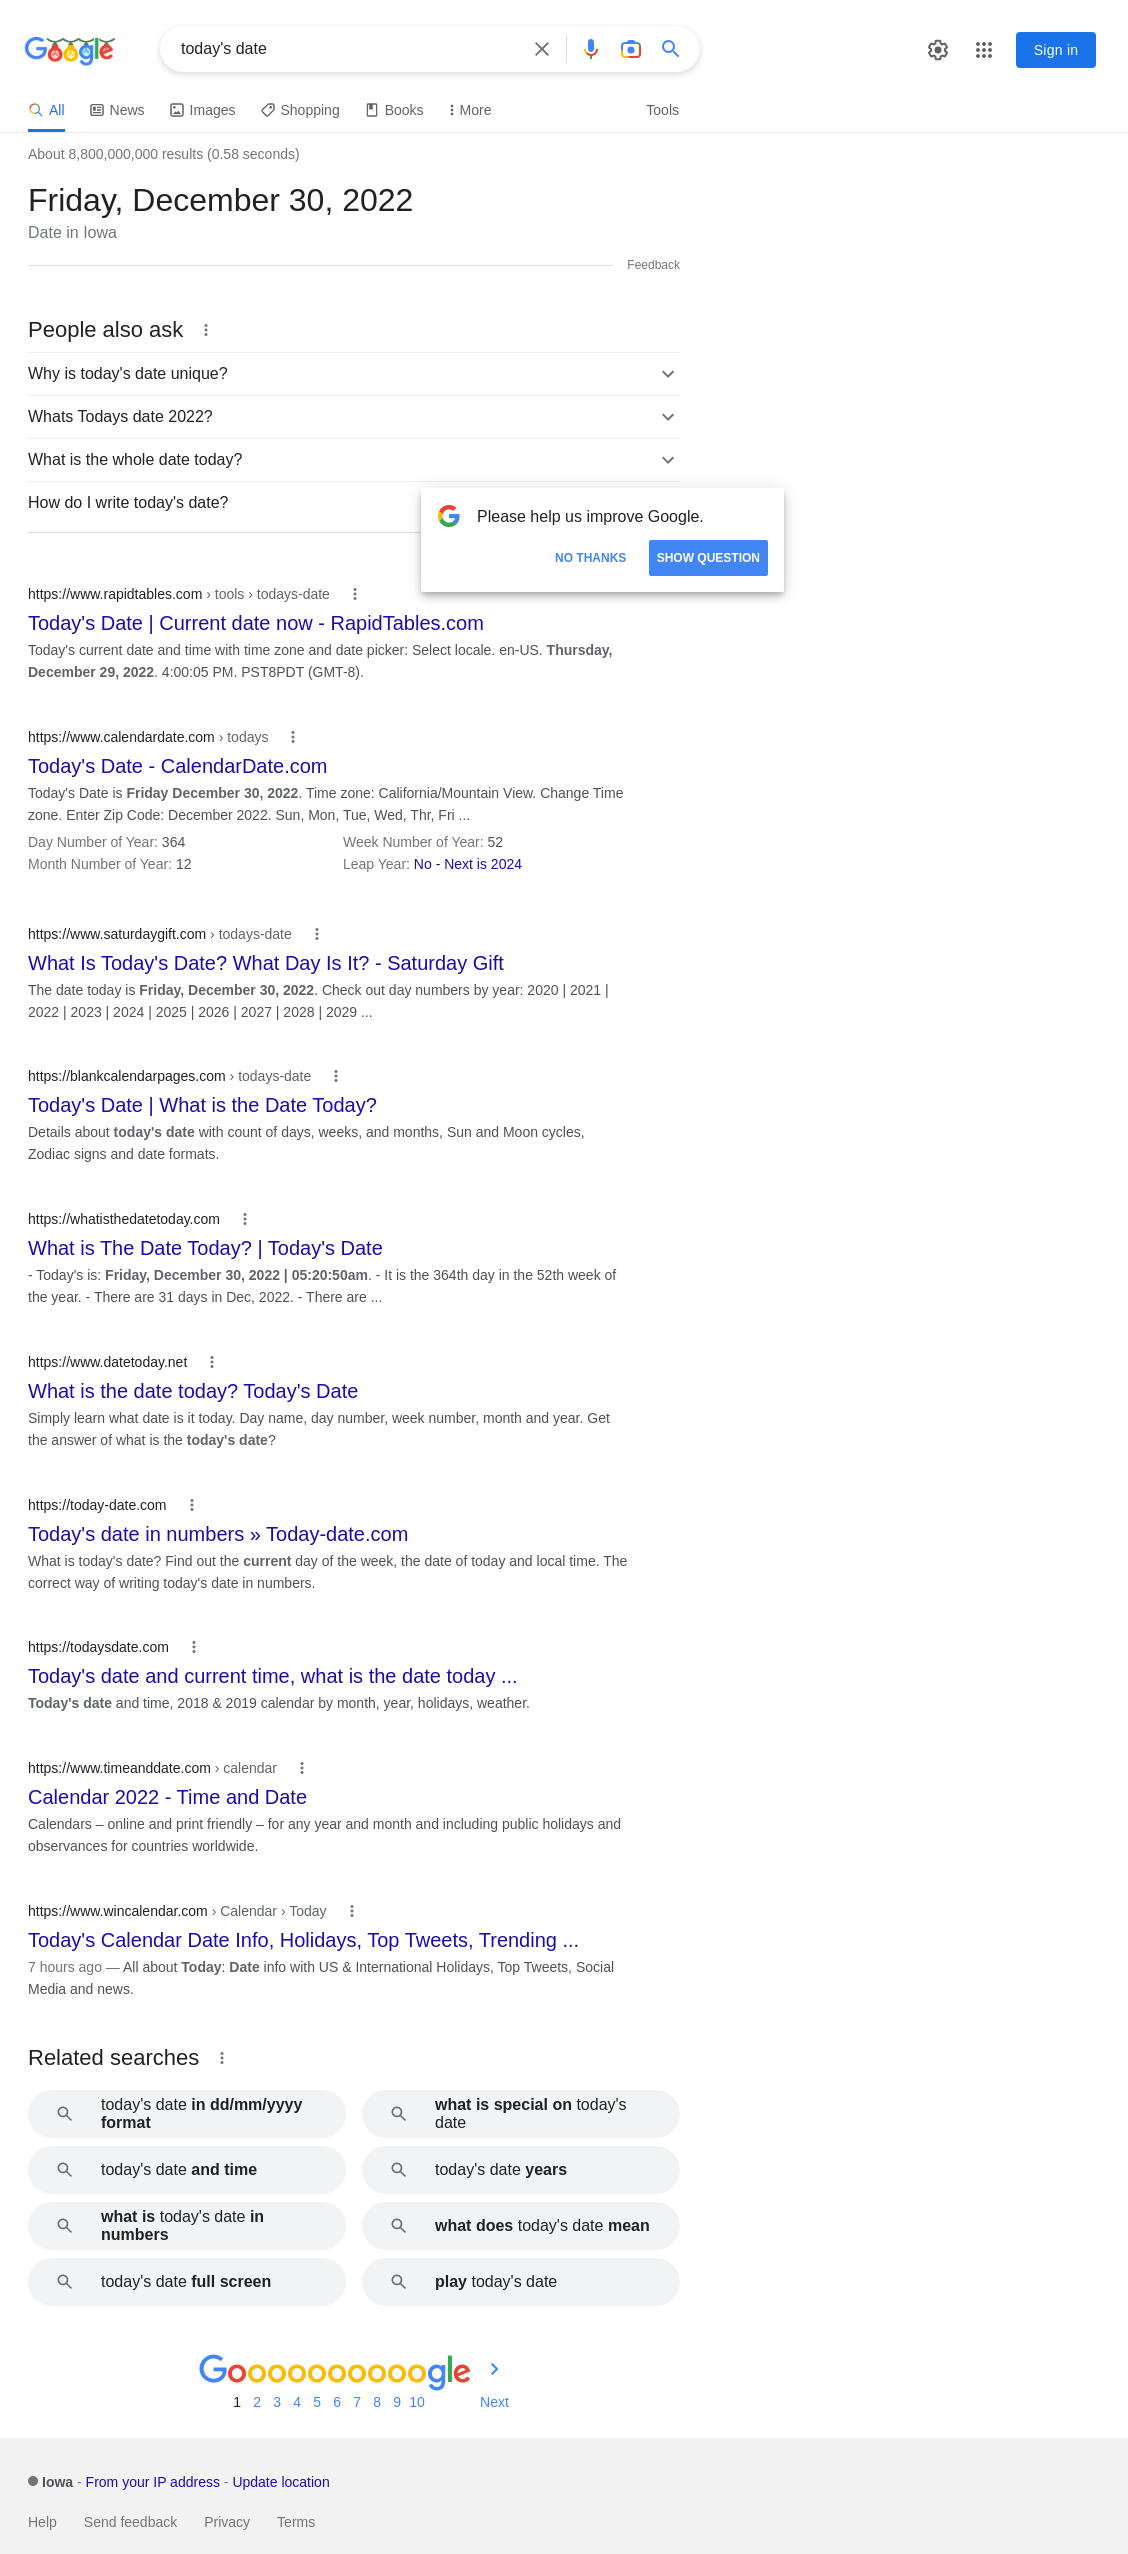 Google
today's date
Sign in
All
News
Images
Shopping
Books
More
Tools
About 8,800,000,000 results (0.58 seconds)
Friday, December 30, 2022
Date in Iowa
Feedback
People also ask
Why is today's date unique?
Whats Todays date 2022?
What is the whole date today?
How do I write today's date?
Please help us improve Google.
NO THANKS
SHOW QUESTION
https://www.rapidtables.com › tools › todays-date
Today's Date | Current date now - RapidTables.com
Today's current date and time with time zone and date picker: Select locale. en-US. Thursday,
December 29, 2022. 4:00:05 PM. PST8PDT (GMT-8).
https://www.calendardate.com › todays
Today's Date - CalendarDate.com
Today's Date is Friday December 30, 2022. Time zone: California/Mountain View. Change Time
zone. Enter Zip Code: December 2022. Sun, Mon, Tue, Wed, Thr, Fri ...
Day Number of Year: 364
Week Number of Year: 52
Month Number of Year: 12
Leap Year: No - Next is 2024
https://www.saturdaygift.com › todays-date
What Is Today's Date? What Day Is It? - Saturday Gift
The date today is Friday, December 30, 2022. Check out day numbers by year: 2020 | 2021 |
2022 | 2023 | 2024 | 2025 | 2026 | 2027 | 2028 | 2029 ...
https://blankcalendarpages.com › todays-date
Today's Date | What is the Date Today?
Details about today's date with count of days, weeks, and months, Sun and Moon cycles,
Zodiac signs and date formats.
https://whatisthedatetoday.com
What is The Date Today? | Today's Date
- Today's is: Friday, December 30, 2022 | 05:20:50am. - It is the 364th day in the 52th week of
the year. - There are 31 days in Dec, 2022. - There are ...
https://www.datetoday.net
What is the date today? Today's Date
Simply learn what date is it today. Day name, day number, week number, month and year. Get
the answer of what is the today's date?
https://today-date.com
Today's date in numbers » Today-date.com
What is today's date? Find out the current day of the week, the date of today and local time. The
correct way of writing today's date in numbers.
https://todaysdate.com
Today's date and current time, what is the date today ...
Today's date and time, 2018 & 2019 calendar by month, year, holidays, weather.
https://www.timeanddate.com › calendar
Calendar 2022 - Time and Date
Calendars – online and print friendly – for any year and month and including public holidays and
observances for countries worldwide.
https://www.wincalendar.com › Calendar › Today
Today's Calendar Date Info, Holidays, Top Tweets, Trending ...
7 hours ago — All about Today: Date info with US & International Holidays, Top Tweets, Social
Media and news.
Related searches
today's date in dd/mm/yyyy
format
what is special on today's
date
today's date and time
today's date years
what is today's date in
numbers
what does today's date mean
today's date full screen
play today's date
Goooooooooogle
1 2 3 4 5 6 7 8 9 10 Next
Iowa - From your IP address - Update location
Help
Send feedback
Privacy
Terms